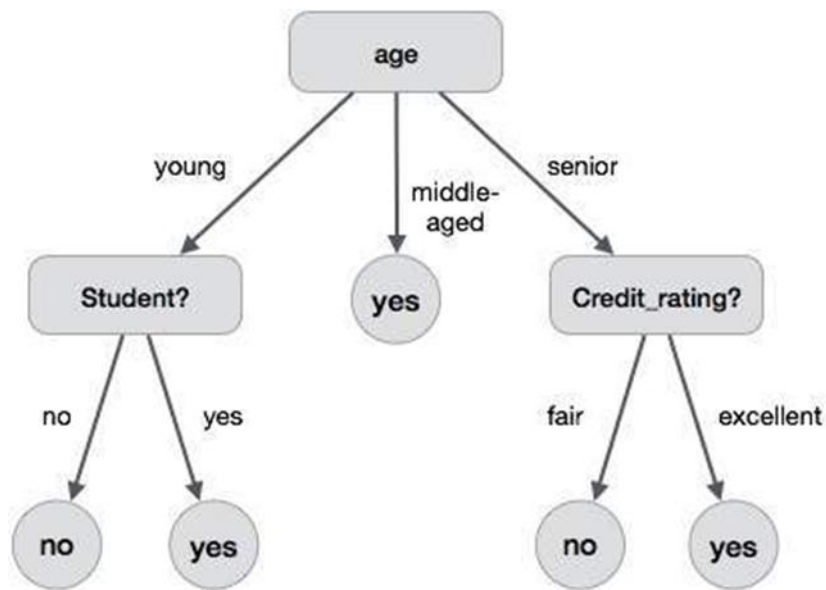 age
young
middle-
aged
senior
Student?
yes
Credit_rating?
no
yes
fair
excellent
no
yes
no
yes